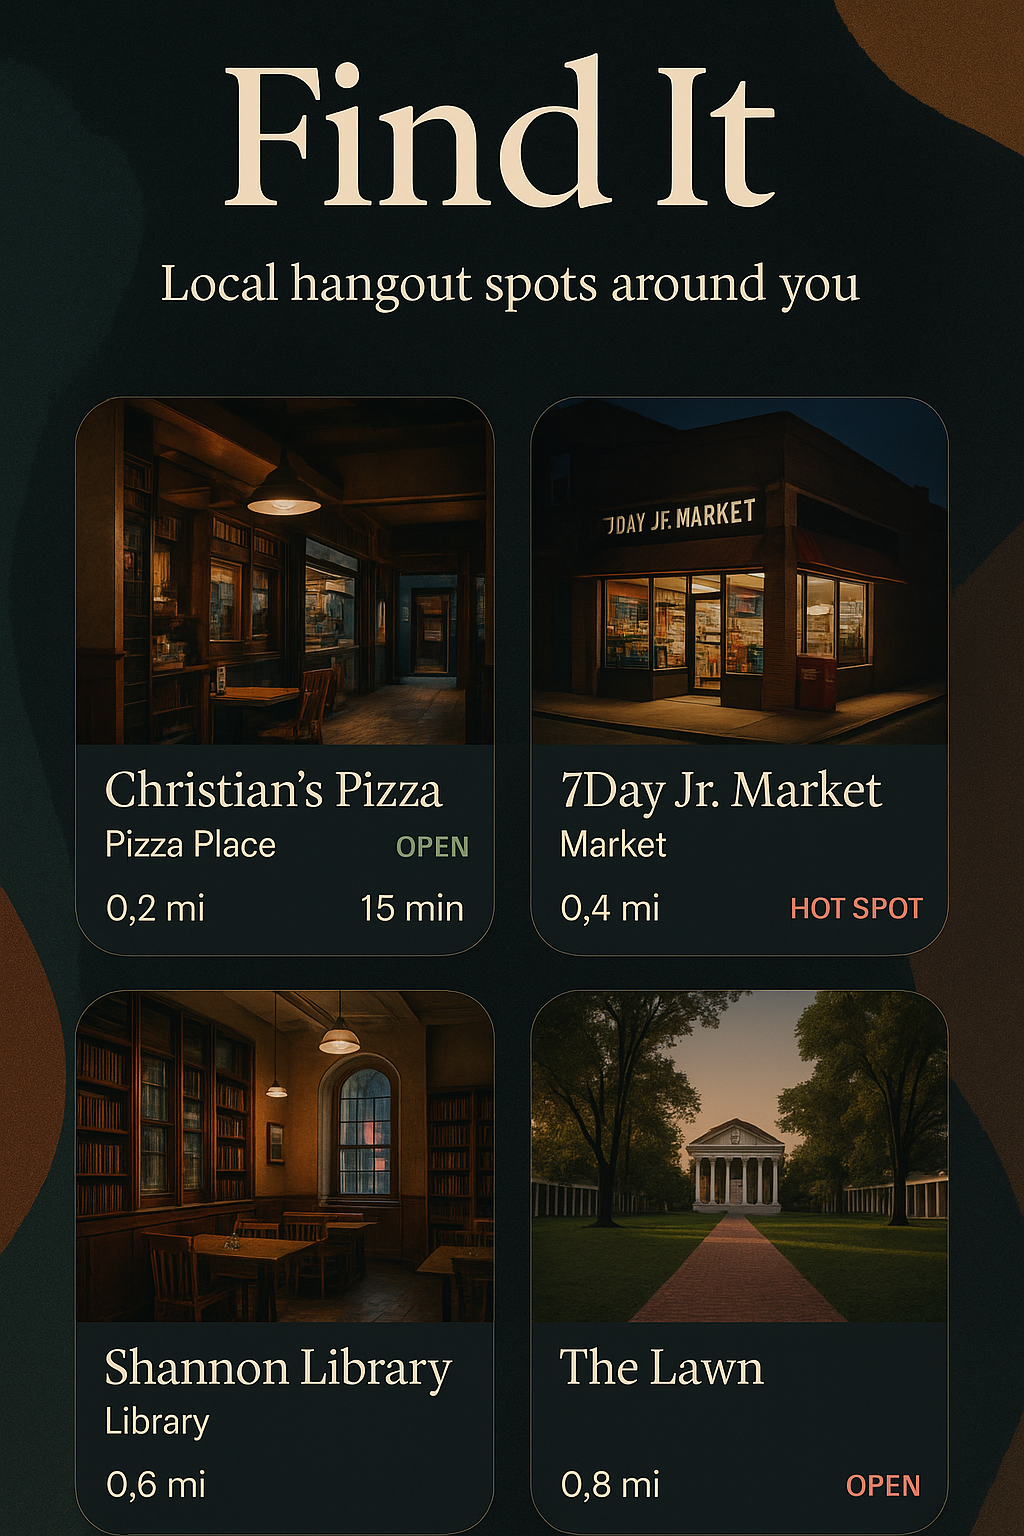 Find It
Local hangout spots around you
7DAY JF. MARKET
Christian's Pizza
Pizza Place
OPEN
0,2 mi
15 min
7Day Jr. Market
Market
0,4 mi
HOT SPOT
Shannon Library
Library
0,6 mi
The Lawn
0,8 mi
OPEN